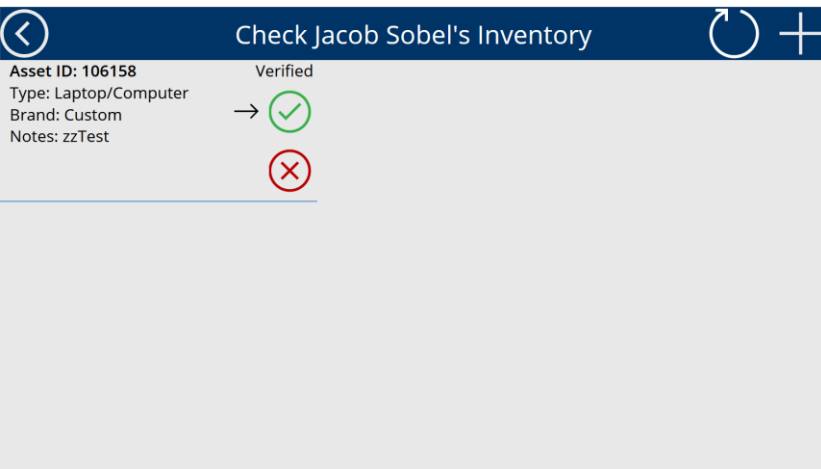 Check Jacob Sobel's Inventory
Asset ID: 106158
Verified
Type: Laptop/Computer
Brand: Custom
Notes: zzTest